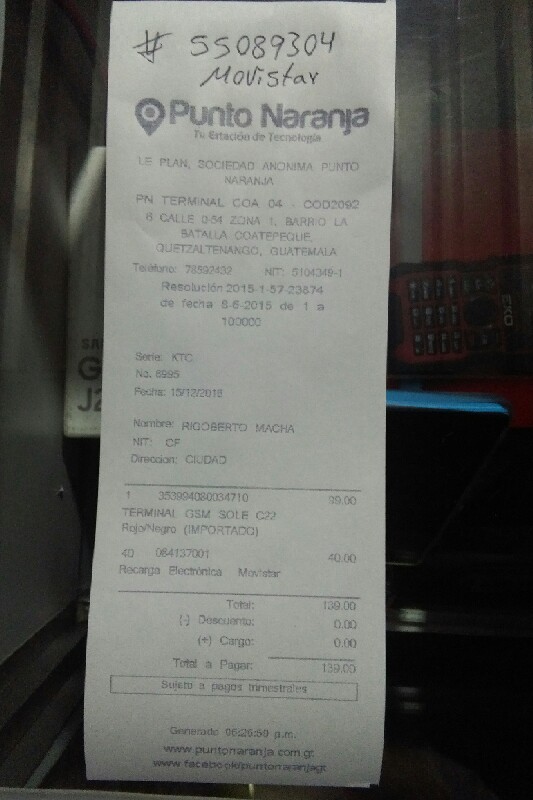 # 55089304
Movistar
Punto Naranja
Tu Estación de Tecnología
LE PLAN, SOCIEDAD ANONIMA PUNTO
NARANJA
PN TERMINAL COA 04 - COD2092
6 CALLE 0-54 ZONA 1, BARRIO LA
BATALLA COATEPEQUE,
QUETZALTENANGO, GUATEMALA
Teléfono: 78592432 NIT: 5104349-1
Resolución 2015-1-57-23874
de fecha 8-6-2015 de 1 a
100000
Serie: KTC
No. 6995
Fecha: 15/12/2016
Nombre: RIGOBERTO MACHA
NIT: CF
Direccion: CIUDAD
1 353994080034710 99.00
TERMINAL GSM SOLE C22
Rojo/Negro (IMPORTADO)
40 084137001 40.00
Recarga Electrónica Movistar
Total: 139.00
(-) Descuento: 0.00
(+) Cargo: 0.00
Total a Pagar: 139.00
Sujeto a pagos trimestrales
Generado 06:26:59 p.m.
www.puntonaranja.com.gt
www.facebook/puntonaranjagt